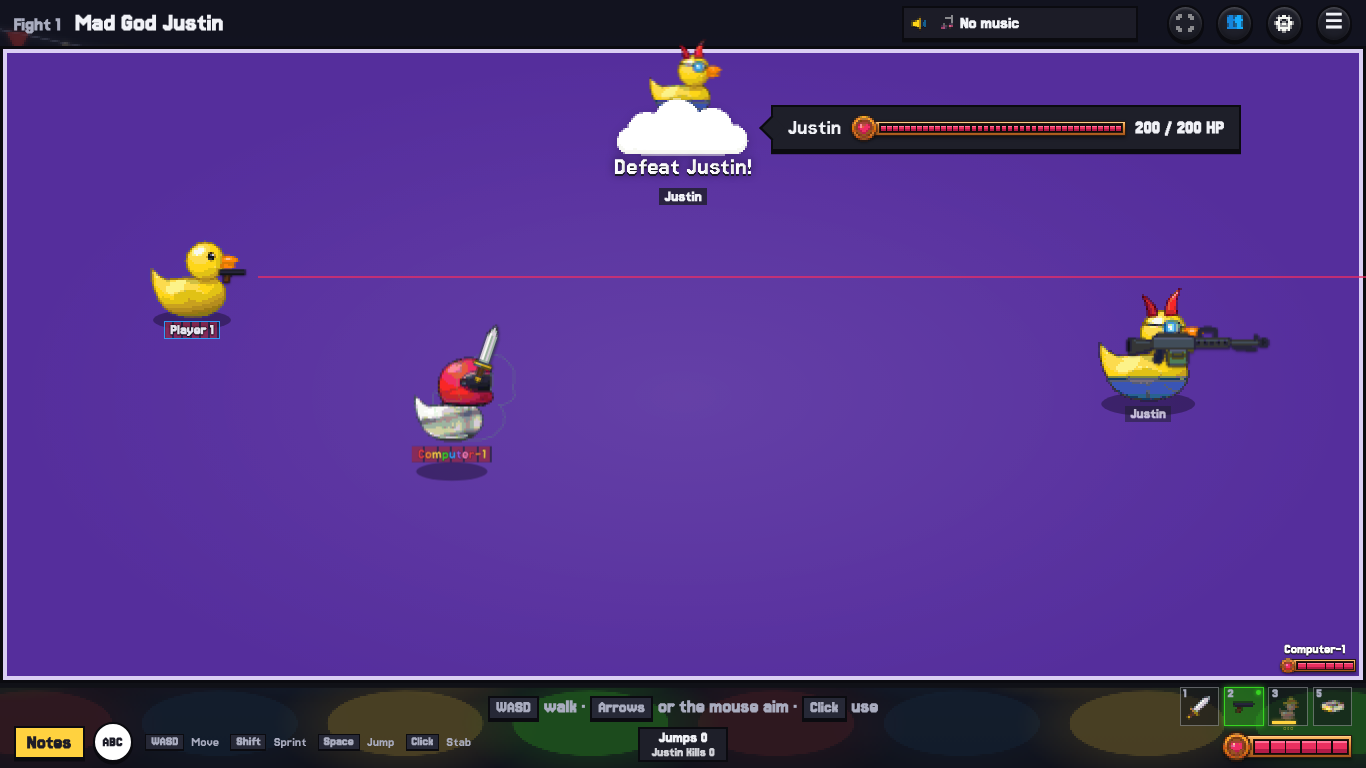 Fight 1 Mad God Justin
No music
Justin 200 / 200 HP
Defeat Justin!
Justin
Player 1
Computer-1
Justin
Computer-1
WASD walk · Arrows or the mouse aim · Click use
1 2 3 5
Notes ABC WASD Move Shift Sprint Space Jump Click Stab
Jumps 0
Justin Kills 0